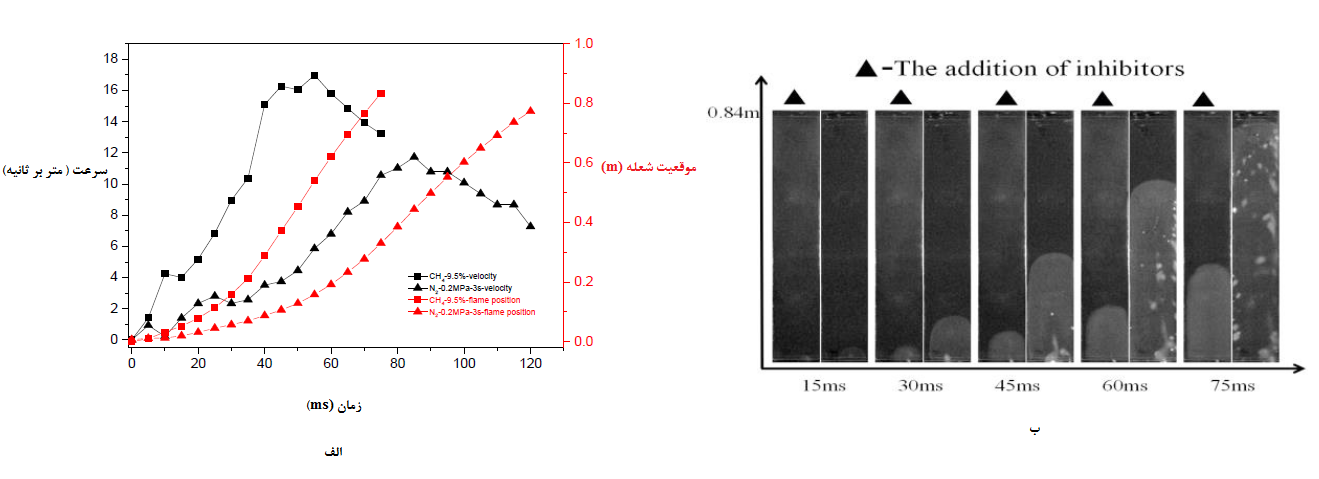 18
16
14
12
10
8
6
4
2
0
سرعت ( متر بر ثانیه)
1.0
0.8
0.6
0.4
0.2
0.0
موقعیت شعله (m)
CH4-9.5%-velocity
N2-0.2MPa-3s-velocity
CH4-9.5%-flame position
N2-0.2MPa-3s-flame position
0 20 40 60 80 100 120
زمان (ms)
الف
▲-The addition of inhibitors
0.84m
15ms 30ms 45ms 60ms 75ms
ب